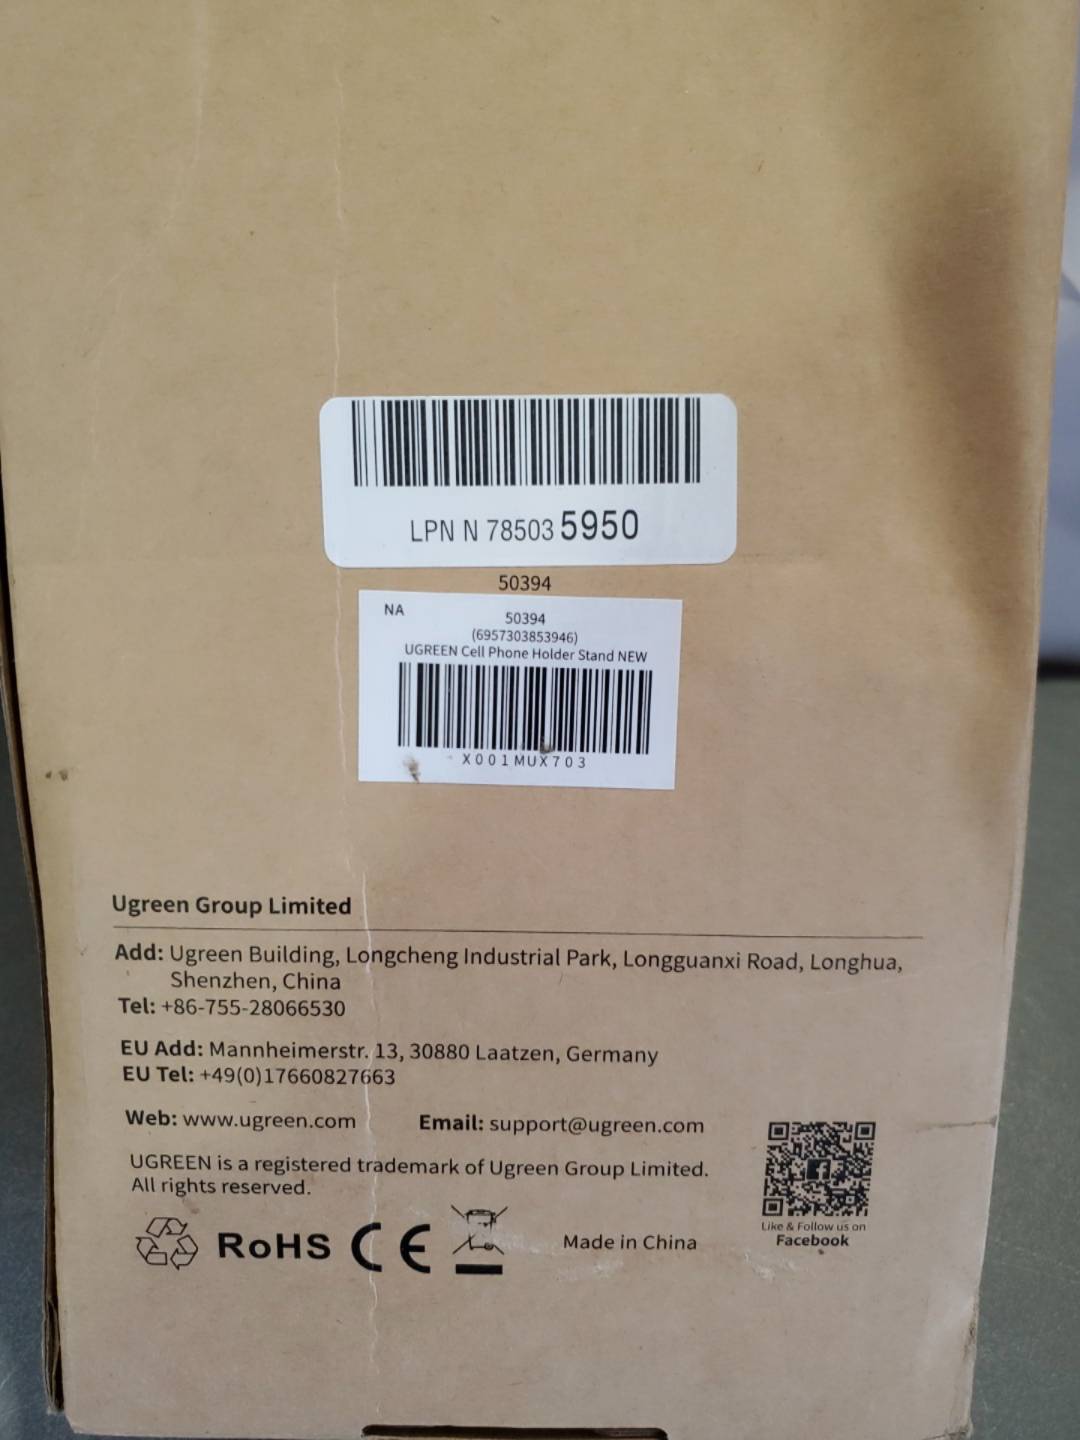 LPN N 78503 5950
50394
NA
50394
(6957303853946)
UGREEN Cell Phone Holder Stand NEW
X001MUX703
Ugreen Group Limited
Add: Ugreen Building, Longcheng Industrial Park, Longguanxi Road, Longhua,
Shenzhen, China
Tel: +86-755-28066530
EU Add: Mannheimerstr. 13, 30880 Laatzen, Germany
EU Tel: +49(0)17660827663
Web: www.ugreen.com Email: support@ugreen.com
UGREEN is a registered trademark of Ugreen Group Limited.
All rights reserved.
RoHS CE
Made in China
Like & Follow us on
Facebook